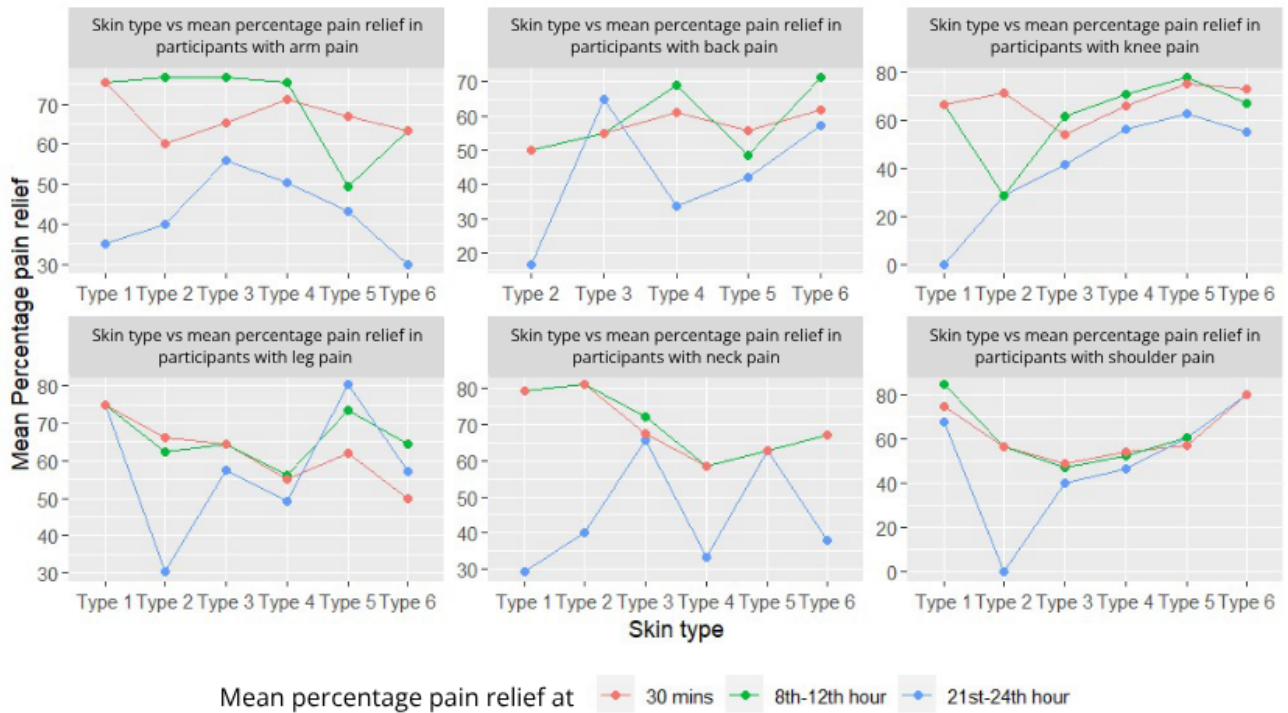 Skin type vs mean percentage pain relief in
participants with arm pain
Skin type vs mean percentage pain relief in
participants with back pain
Skin type vs mean percentage pain relief in
participants with knee pain
70
60
50
40
30
70
60
50
40
30
20
80
60
40
20
0
Type 1 Type 2 Type 3 Type 4 Type 5 Type 6
Type 2 Type 3 Type 4 Type 5 Type 6
Type 1 Type 2 Type 3 Type 4 Type 5 Type 6
Mean Percentage pain relief
Skin type vs mean percentage pain relief in
participants with leg pain
Skin type vs mean percentage pain relief in
participants with neck pain
Skin type vs mean percentage pain relief in
participants with shoulder pain
80
70
60
50
40
30
80
70
60
50
40
30
80
60
40
20
0
Type 1 Type 2 Type 3 Type 4 Type 5 Type 6
Type 1 Type 2 Type 3 Type 4 Type 5 Type 6
Type 1 Type 2 Type 3 Type 4 Type 5 Type 6
Skin type
Mean percentage pain relief at 30 mins 8th-12th hour 21st-24th hour